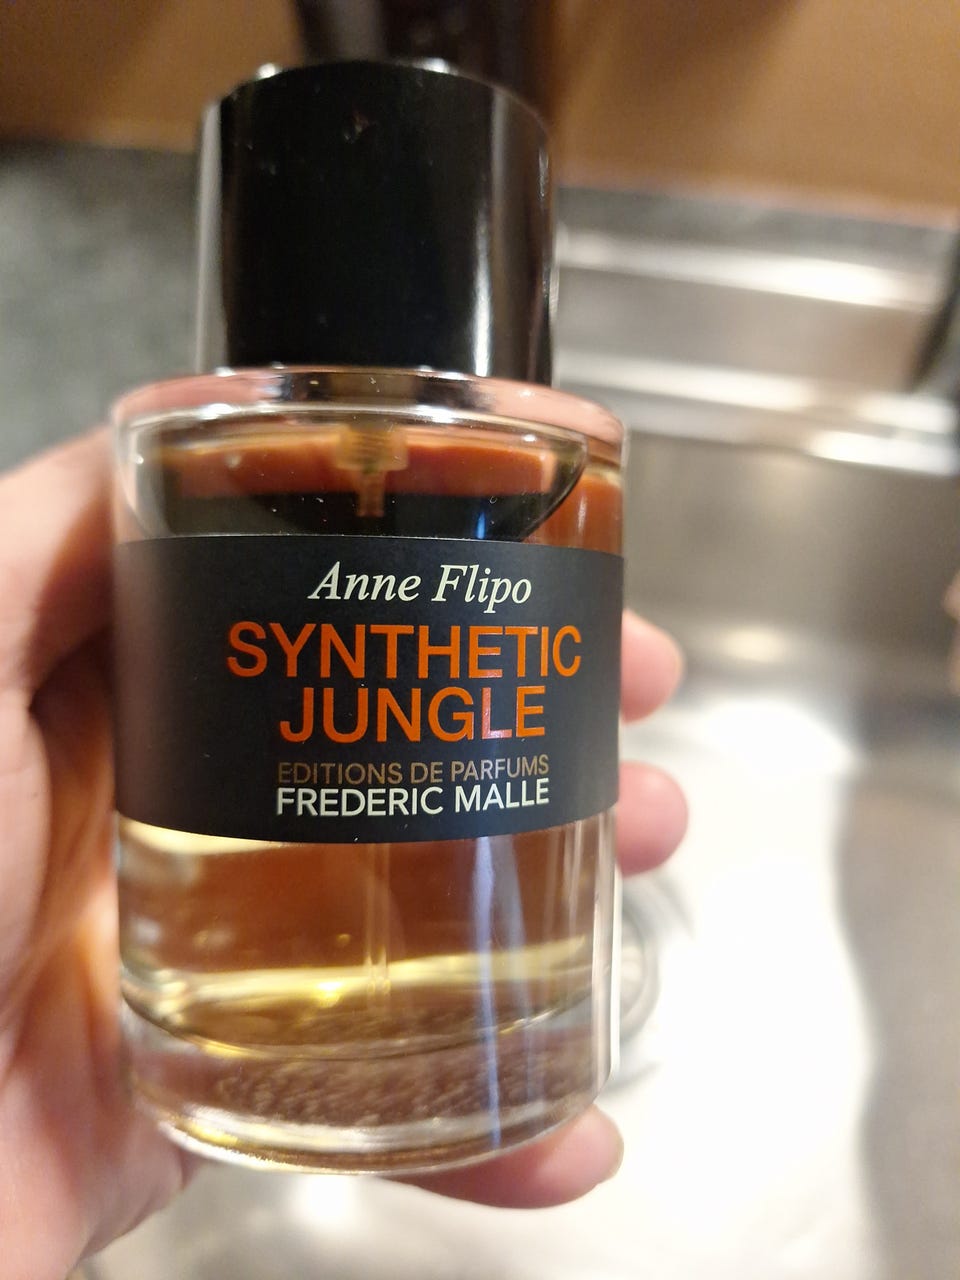 Anne Flipo
SYNTHETIC
JUNGLE
EDITIONS DE PARFUMS
FREDERIC MALLE